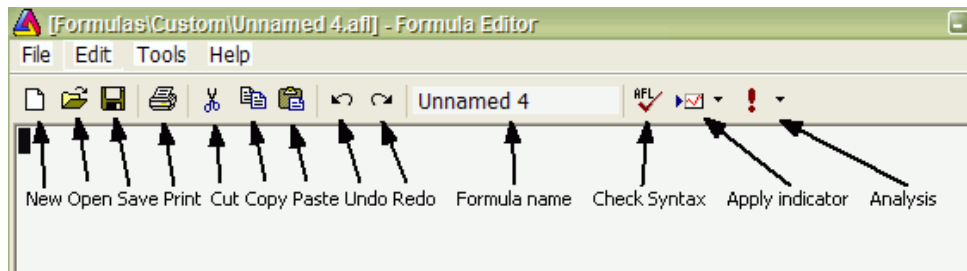 [Formulas\Custom\Unnamed 4.afl] - Formula Editor
File Edit Tools Help
Unnamed 4 AFL
New Open Save Print Cut Copy Paste Undo Redo Formula name Check Syntax Apply indicator Analysis